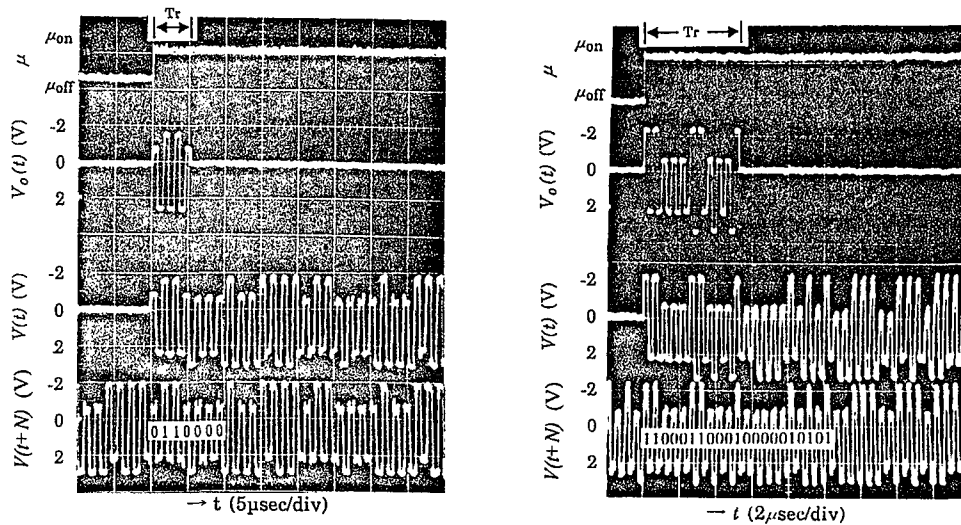 Tr
μon
μ
μoff
-2
Vo(t) (V)
0
2
-2
V(t) (V)
0
2
-2
V(t+N) (V)
0
2
0110000
→ t (5μsec/div)
Tr
μon
μ
μoff
-2
Vo(t) (V)
0
2
-2
V(t) (V)
0
2
-2
V(t+N) (V)
0
2
110001100010000010101
→ t (2μsec/div)